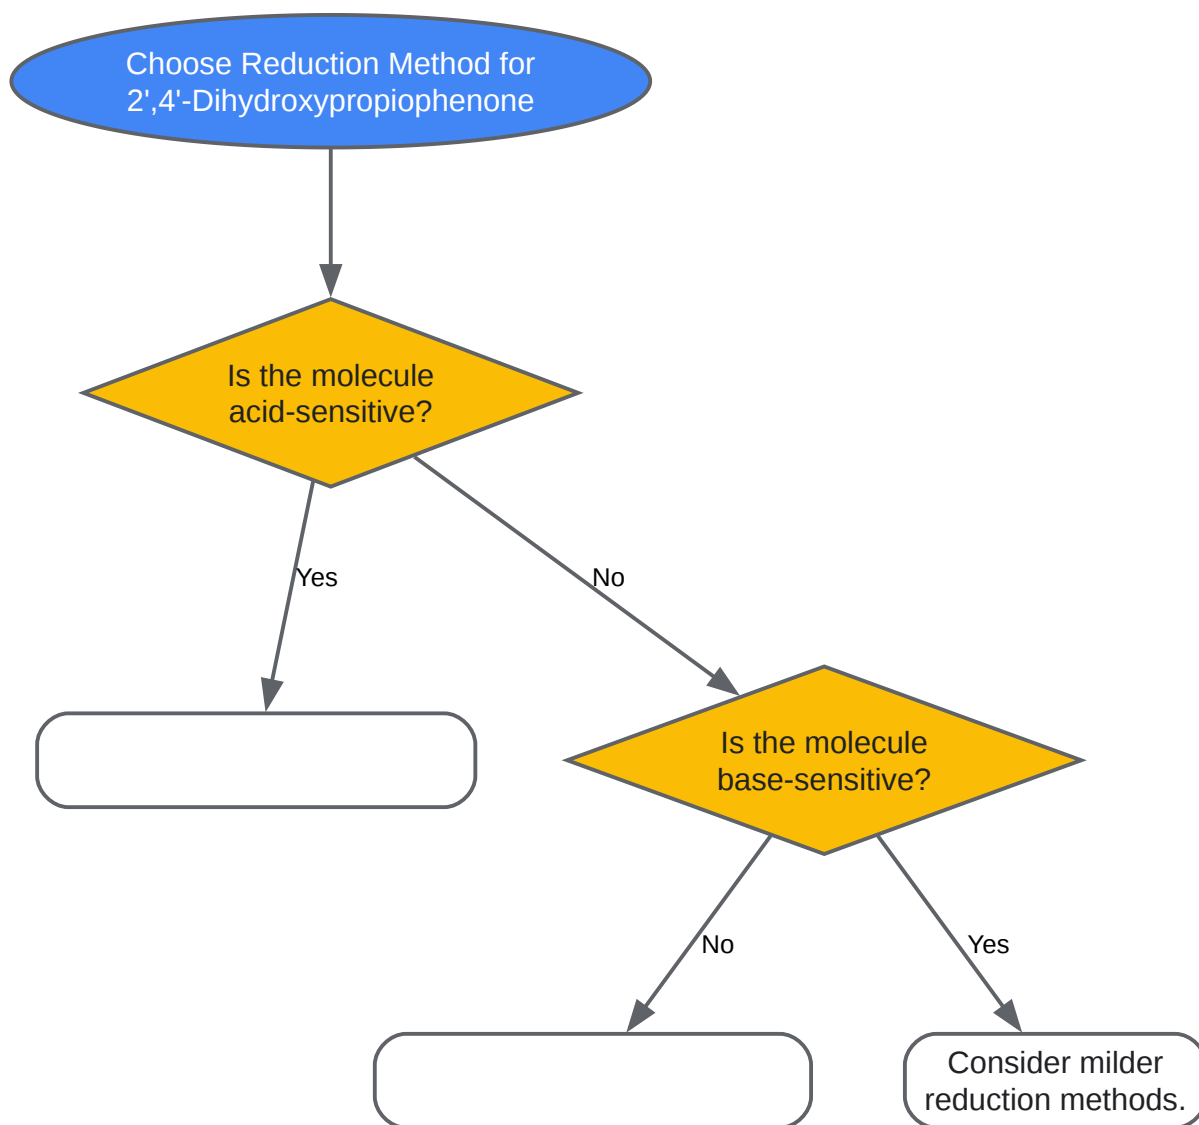 Choose Reduction Method for
2',4'-Dihydroxypropiophenone
Is the molecule
acid-sensitive?
Yes
No
Is the molecule
base-sensitive?
No
Yes
Consider milder
reduction methods.